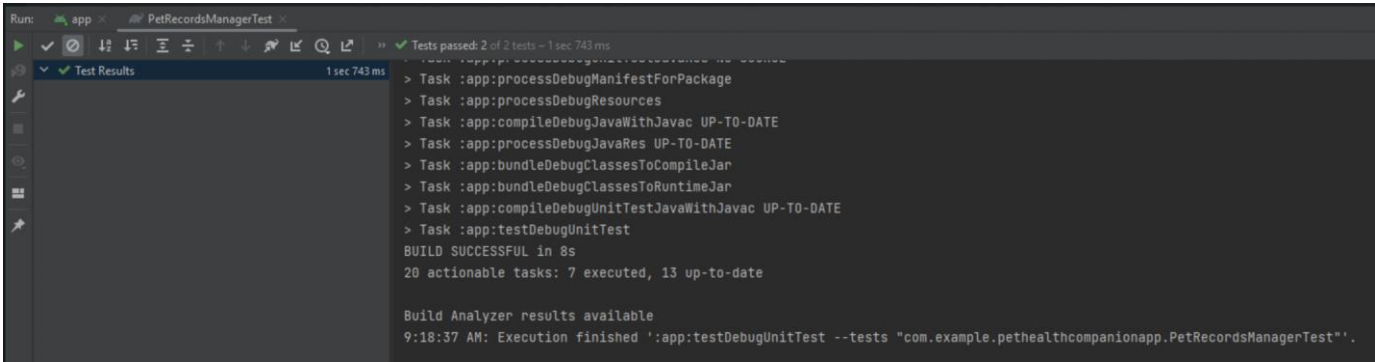 Run: app PetRecordsManagerTest
Tests passed: 2 of 2 tests – 1 sec 743 ms
Test Results 1 sec 743 ms
> Task :app:processDebugManifestForPackage
> Task :app:processDebugResources
> Task :app:compileDebugJavaWithJavac UP-TO-DATE
> Task :app:processDebugJavaRes UP-TO-DATE
> Task :app:bundleDebugClassesToCompileJar
> Task :app:bundleDebugClassesToRuntimeJar
> Task :app:compileDebugUnitTestJavaWithJavac UP-TO-DATE
> Task :app:testDebugUnitTest
BUILD SUCCESSFUL in 8s
20 actionable tasks: 7 executed, 13 up-to-date
Build Analyzer results available
9:18:37 AM: Execution finished ':app:testDebugUnitTest --tests "com.example.pethealthcompanionapp.PetRecordsManagerTest"'.